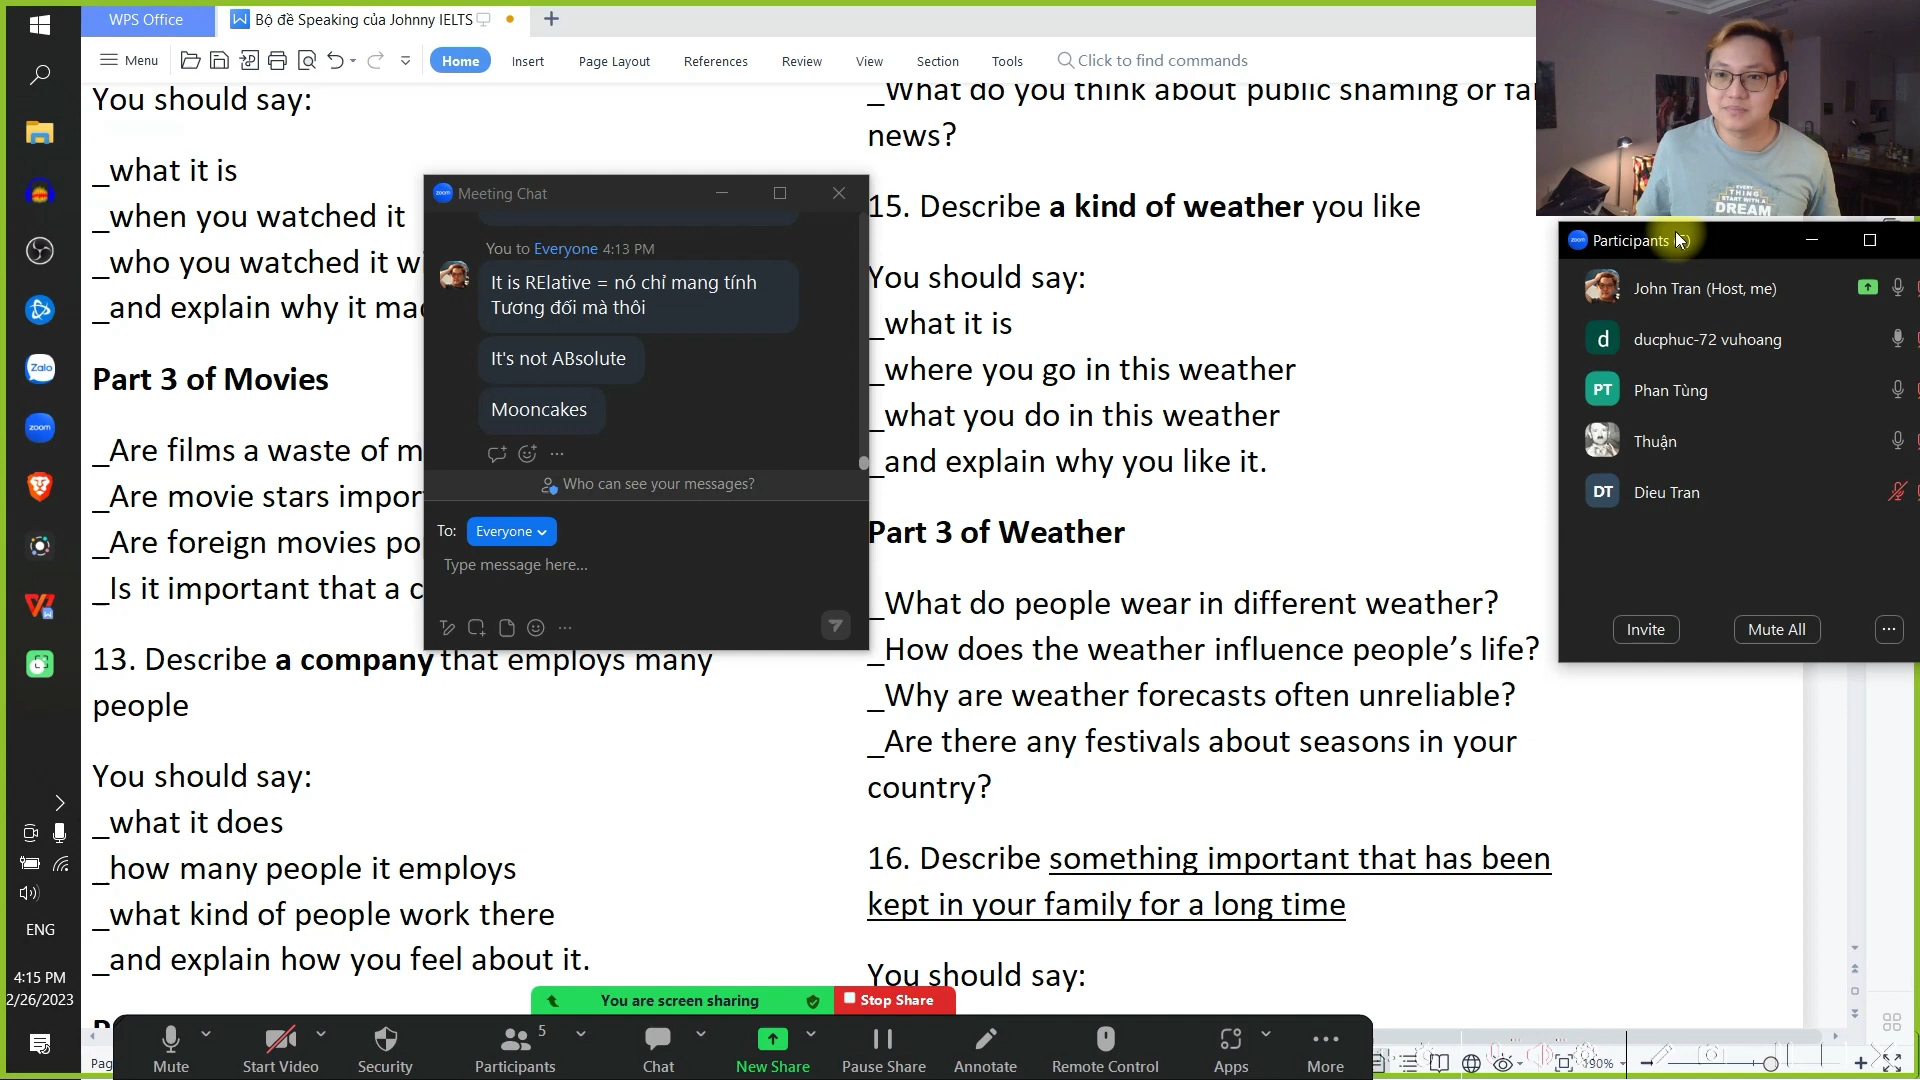 WPS Office
Bộ đề Speaking của Johnny IELTS
Menu
Home
Insert
Page Layout
References
Review
View
Section
Tools
Click to find commands
You should say:
_what it is
_when you watched it
_who you watched it
_and explain why it
Part 3 of Movies
_Are films a waste of
_Are movie stars
_Are foreign movies
_Is it important that a
13. Describe a company that employs many
people
You should say:
_what it does
_how many people it employs
_what kind of people work there
_and explain how you feel about it.
Meeting Chat
You to Everyone 4:13 PM
It is RElative = nó chỉ mang tính
Tương đối mà thôi
It's not ABsolute
Mooncakes
Who can see your messages?
To: Everyone
Type message here...
_What do you think about public shaming or
news?
15. Describe a kind of weather you like
You should say:
_what it is
_where you go in this weather
_what you do in this weather
_and explain why you like it.
Part 3 of Weather
_What do people wear in different weather?
_How does the weather influence people’s life?
_Why are weather forecasts often unreliable?
_Are there any festivals about seasons in your
country?
16. Describe something important that has been
kept in your family for a long time
You should say:
EVERY
THING
START WITH A
DREAM
Participants
John Tran (Host, me)
d ducphuc-72 vuhoang
PT Phan Tùng
Thuận
DT Dieu Tran
Invite
Mute All
Zalo
zoom
ENG
4:15 PM
2/26/2023
You are screen sharing
Stop Share
Mute
Start Video
Security
Participants 5
Chat
New Share
Pause Share
Annotate
Remote Control
Apps
More
190%